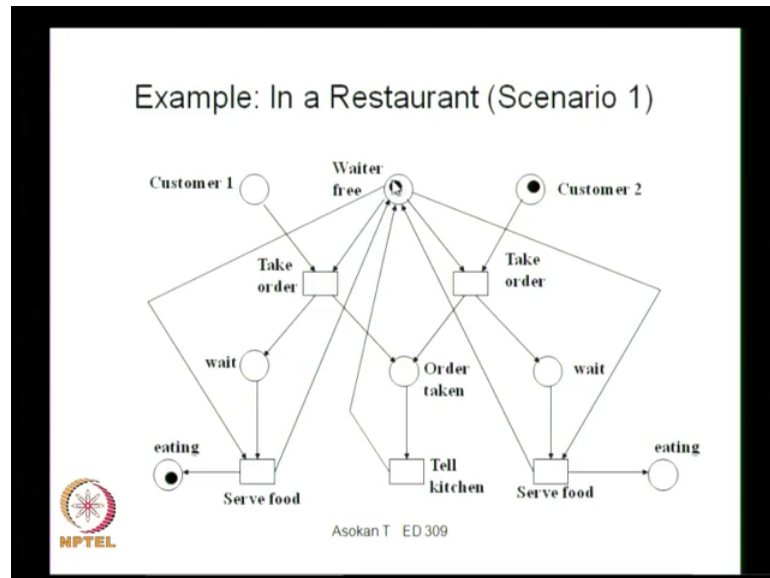 Example: In a Restaurant (Scenario 1)
Customer 1
Waiter
free
Customer 2
Take
order
Take
order
wait
Order
taken
wait
eating
Serve food
Tell
kitchen
Serve food
eating
NPTEL
Asokan T ED 309